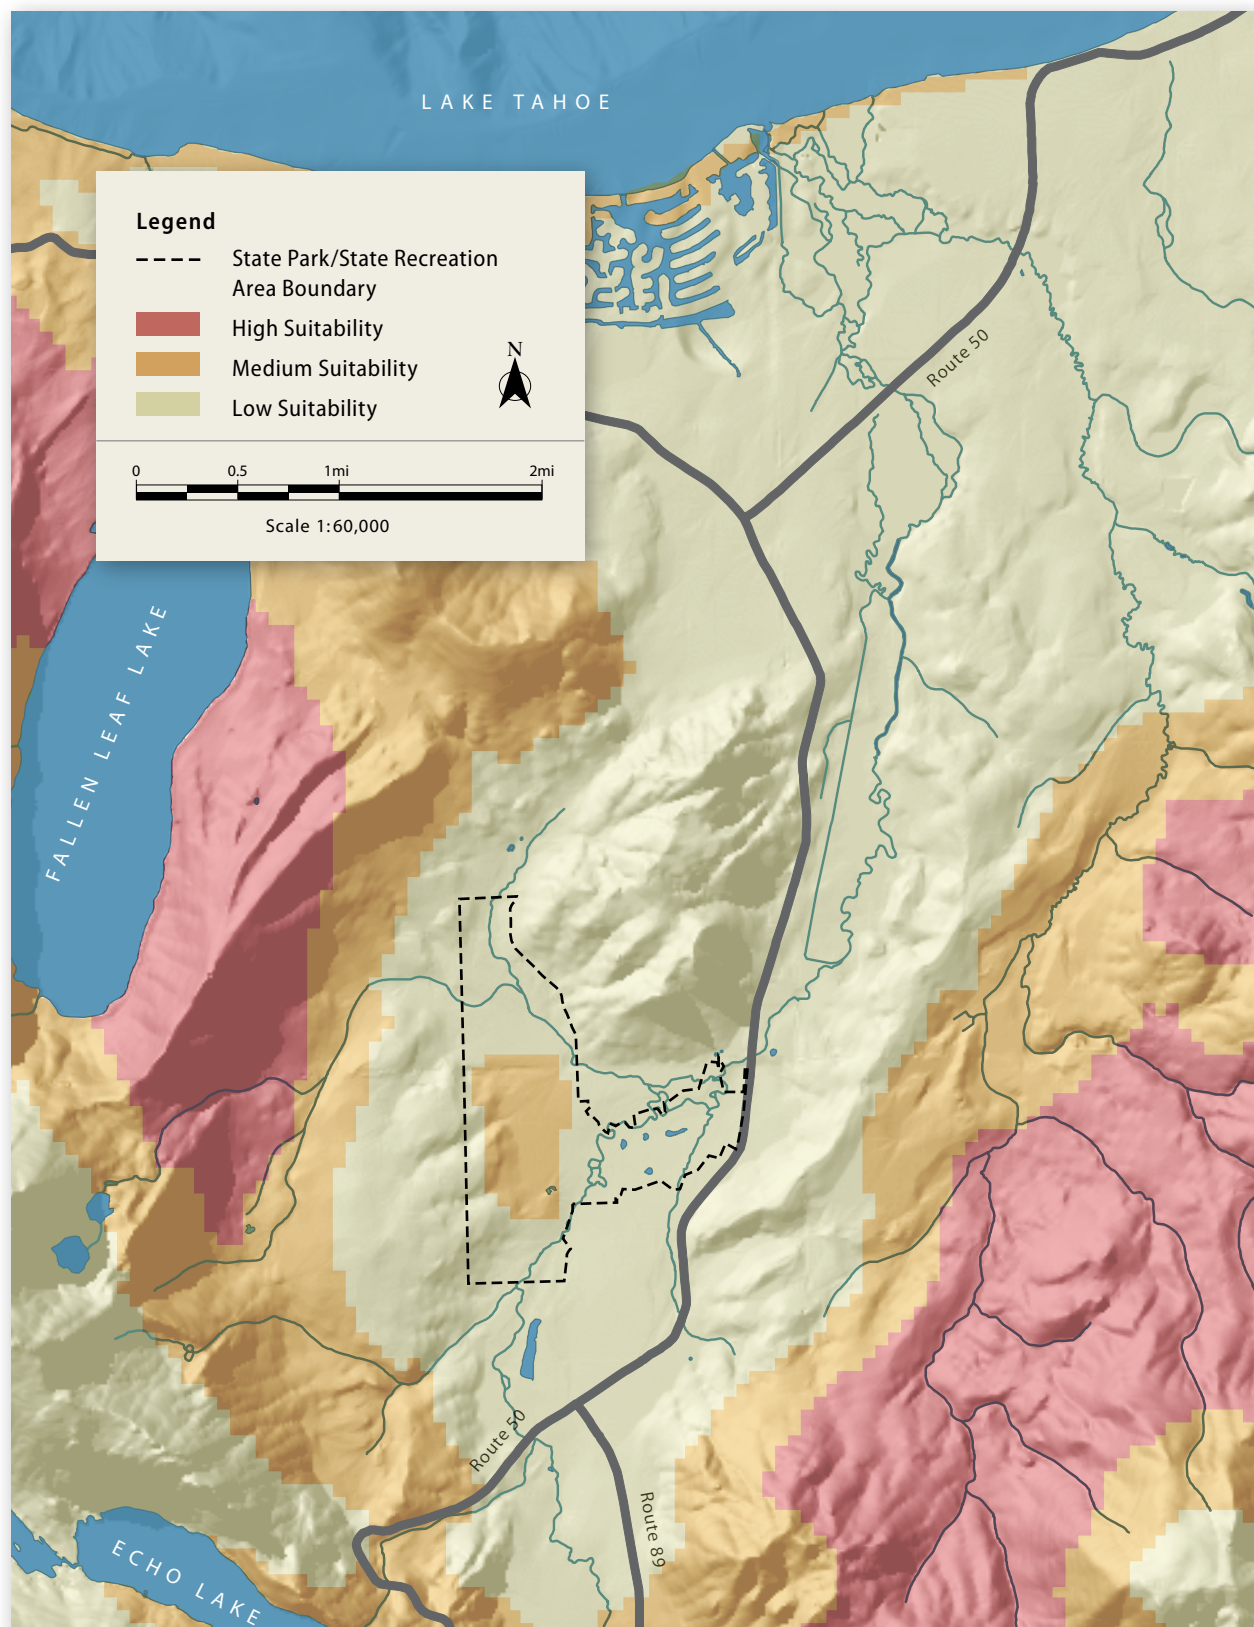 LAKE TAHOE
Legend
State Park/State Recreation
Area Boundary
High Suitability
Medium Suitability
Low Suitability
N
0 0.5 1mi 2mi
Scale 1:60,000
Route 50
FALLEN LEAF LAKE
Route 50
Route 89
ECHO LAKE